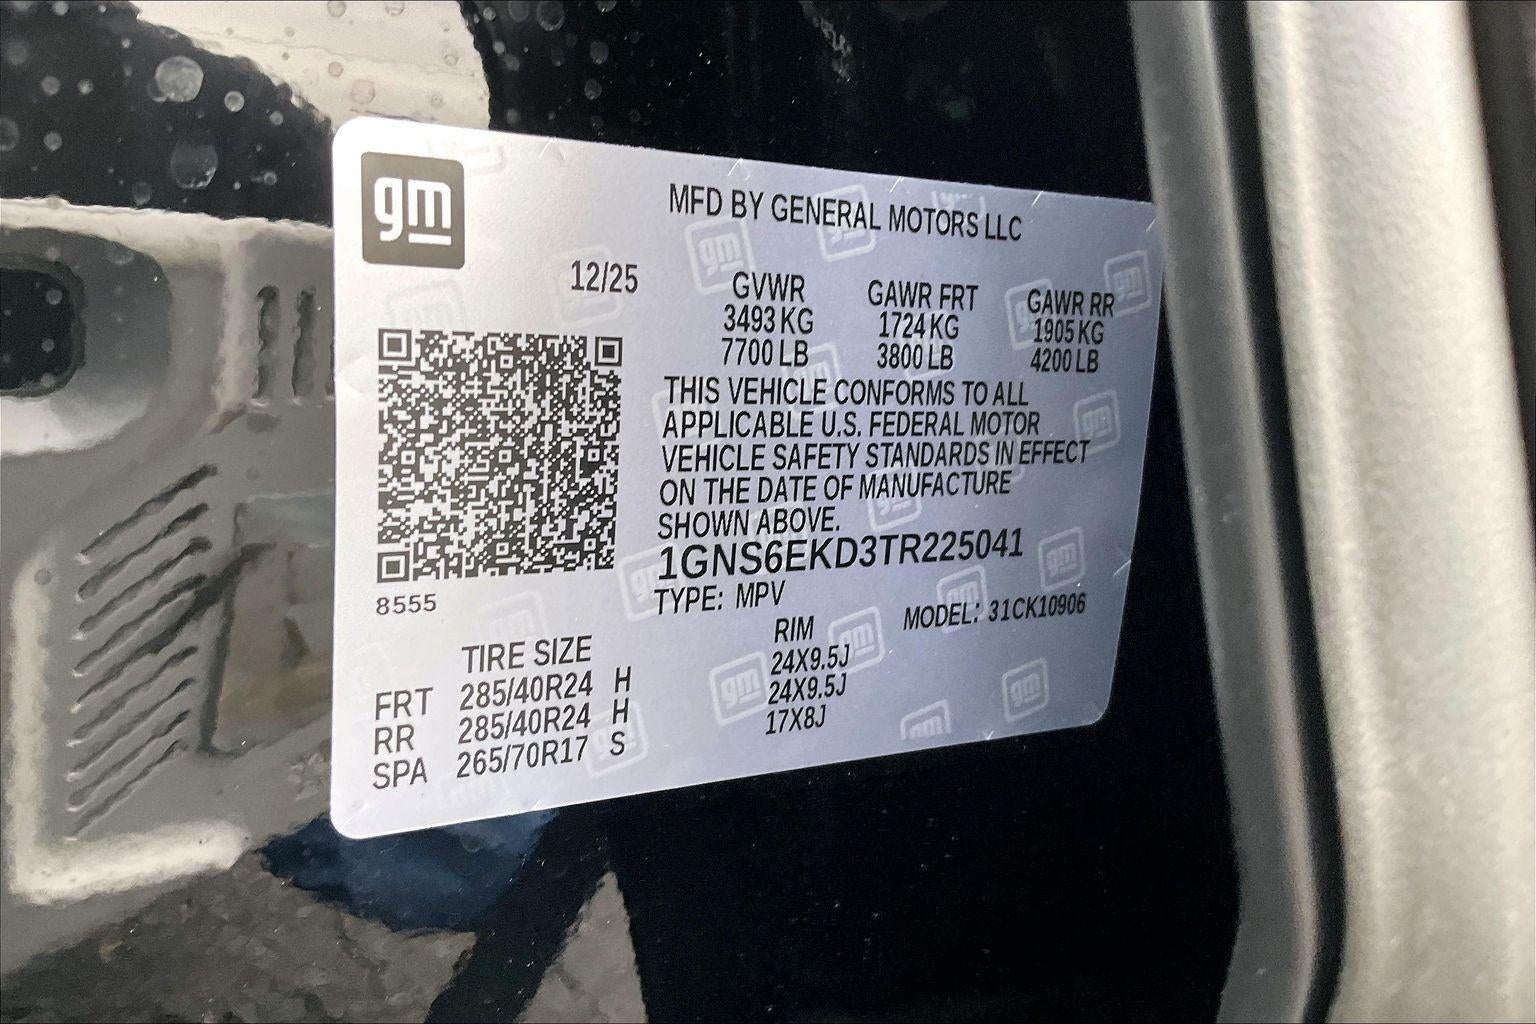 gm
MFD BY GENERAL MOTORS LLC
12/25
GVWR GAWR FRT GAWR RR
3493 KG 1724 KG 1905 KG
7700 LB 3800 LB 4200 LB
THIS VEHICLE CONFORMS TO ALL
APPLICABLE U.S. FEDERAL MOTOR
VEHICLE SAFETY STANDARDS IN EFFECT
ON THE DATE OF MANUFACTURE
SHOWN ABOVE.
1GNS6EKD3TR225041
8555
TYPE: MPV MODEL: 31CK10906
TIRE SIZE RIM
FRT 285/40R24 H 24X9.5J
RR 285/40R24 H 24X9.5J
SPA 265/70R17 S 17X8J